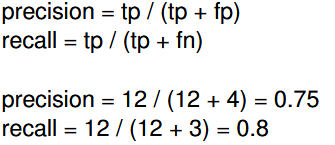 precision = tp / (tp + fp)
recall = tp / (tp + fn)
precision = 12 / (12 + 4) = 0.75
recall = 12 / (12 + 3) = 0.8